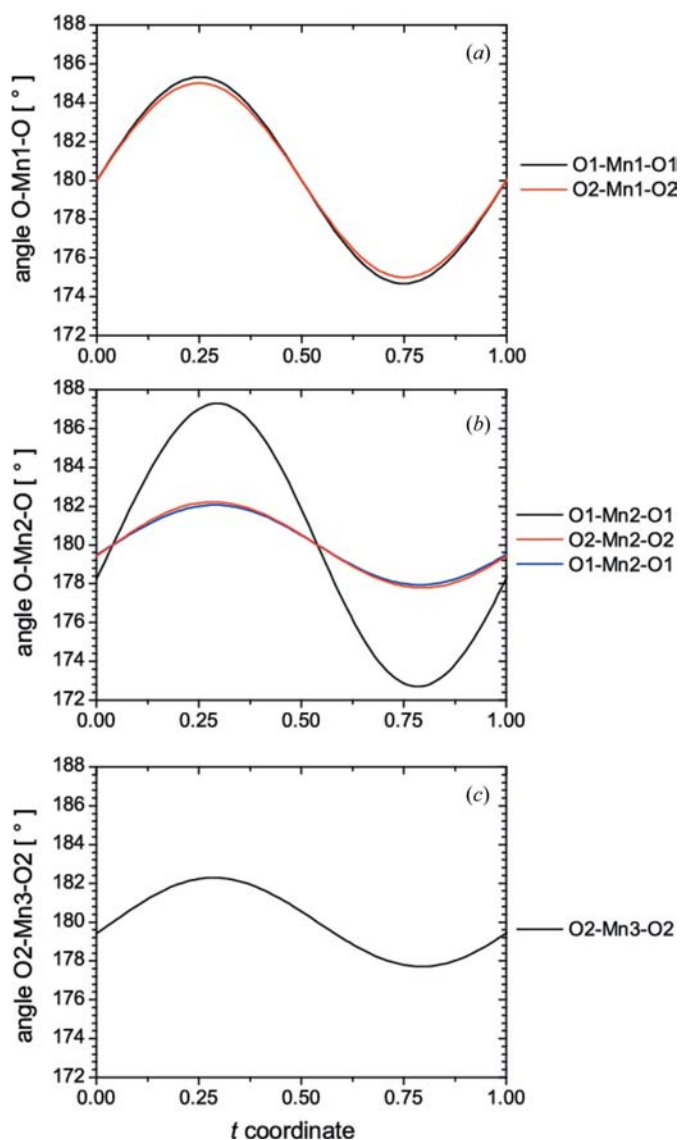 188
186
184
182
180
178
176
174
172
angle O-Mn1-O [ ° ]
(a)
O1-Mn1-O1
O2-Mn1-O2
0.00 0.25 0.50 0.75 1.00
188
186
184
182
180
178
176
174
172
angle O-Mn2-O [ ° ]
(b)
O1-Mn2-O1
O2-Mn2-O2
O1-Mn2-O1
0.00 0.25 0.50 0.75 1.00
188
186
184
182
180
178
176
174
172
angle O2-Mn3-O2 [ ° ]
(c)
O2-Mn3-O2
0.00 0.25 0.50 0.75 1.00
t coordinate